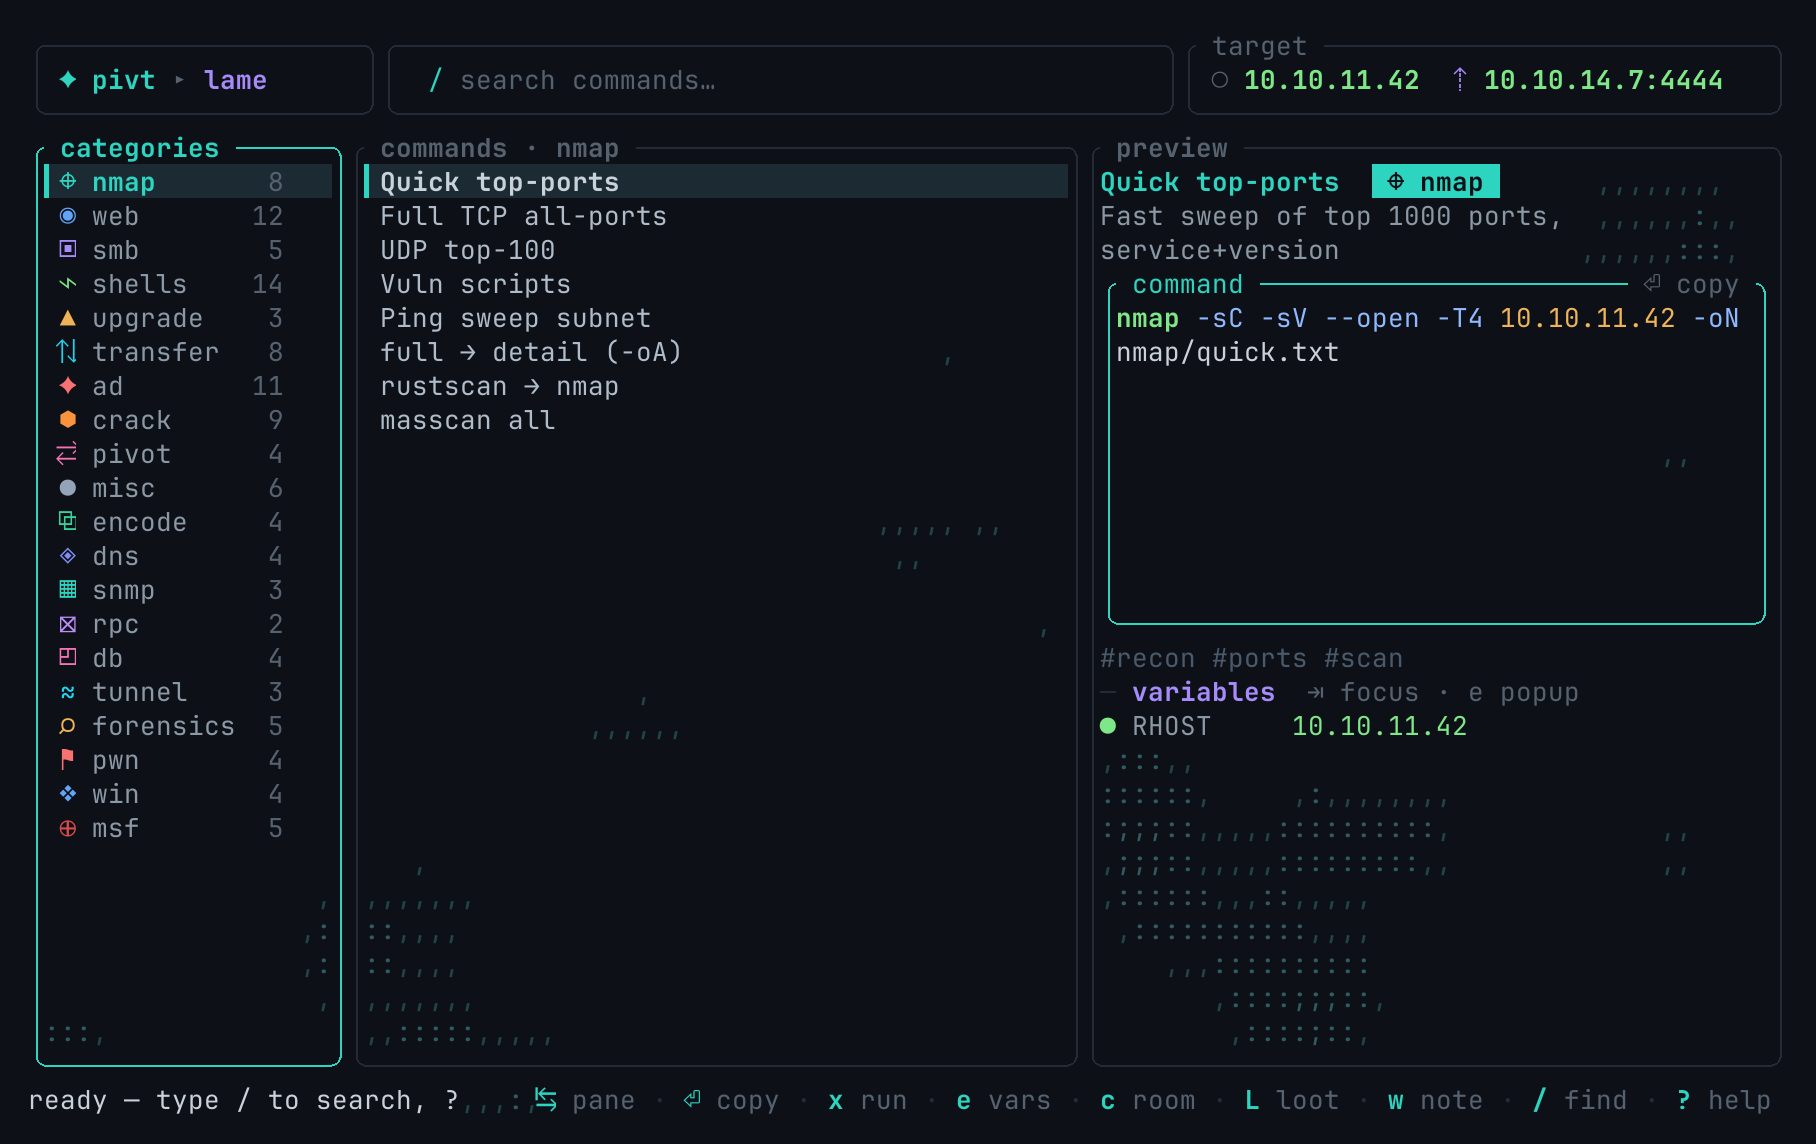 ✦ pivt ▸ lame
/ search commands…
target
○ 10.10.11.42 ⇡ 10.10.14.7:4444
categories
⌖ nmap 8
◉ web 12
▣ smb 5
shells 14
▲ upgrade 3
⇅ transfer 8
✦ ad 11
⬢ crack 9
⇄ pivot 4
● misc 6
⧉ encode 4
◈ dns 4
▦ snmp 3
⊠ rpc 2
◰ db 4
≈ tunnel 3
⌕ forensics 5
⚑ pwn 4
❖ win 4
⊕ msf 5
commands · nmap
Quick top-ports
Full TCP all-ports
UDP top-100
Vuln scripts
Ping sweep subnet
full → detail (-oA)
rustscan → nmap
masscan all
preview
Quick top-ports ⌖ nmap
Fast sweep of top 1000 ports,
service+version
command ⏎ copy
nmap -sC -sV --open -T4 10.10.11.42 -oN
nmap/quick.txt
#recon #ports #scan
─ variables ⇥ focus · e popup
● RHOST 10.10.11.42
ready — type / to search, ? ↹ pane · ⏎ copy · x run · e vars · c room · L loot · w note · / find · ? help